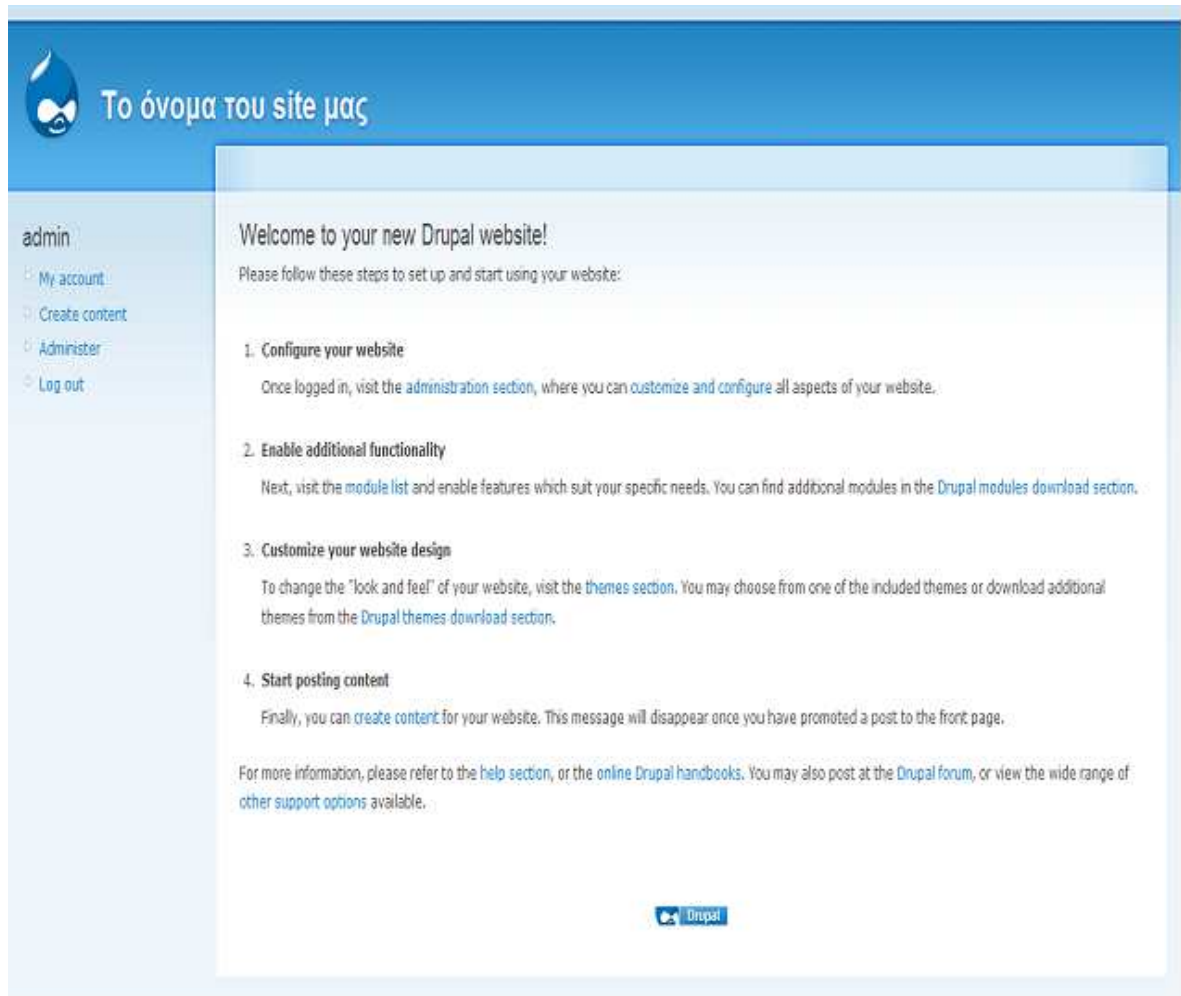 Το όνομα του site μας
admin
My account
Create content
Administer
Log out
Welcome to your new Drupal website!
Please follow these steps to set up and start using your website:
1. Configure your website
Once logged in, visit the administration section, where you can customize and configure all aspects of your website.
2. Enable additional functionality
Next, visit the module list and enable features which suit your specific needs. You can find additional modules in the Drupal modules download section.
3. Customize your website design
To change the "look and feel" of your website, visit the themes section. You may choose from one of the included themes or download additional
themes from the Drupal themes download section.
4. Start posting content
Finally, you can create content for your website. This message will disappear once you have promoted a post to the front page.
For more information, please refer to the help section, or the online Drupal handbooks. You may also post at the Drupal forum, or view the wide range of
other support options available.
Drupal